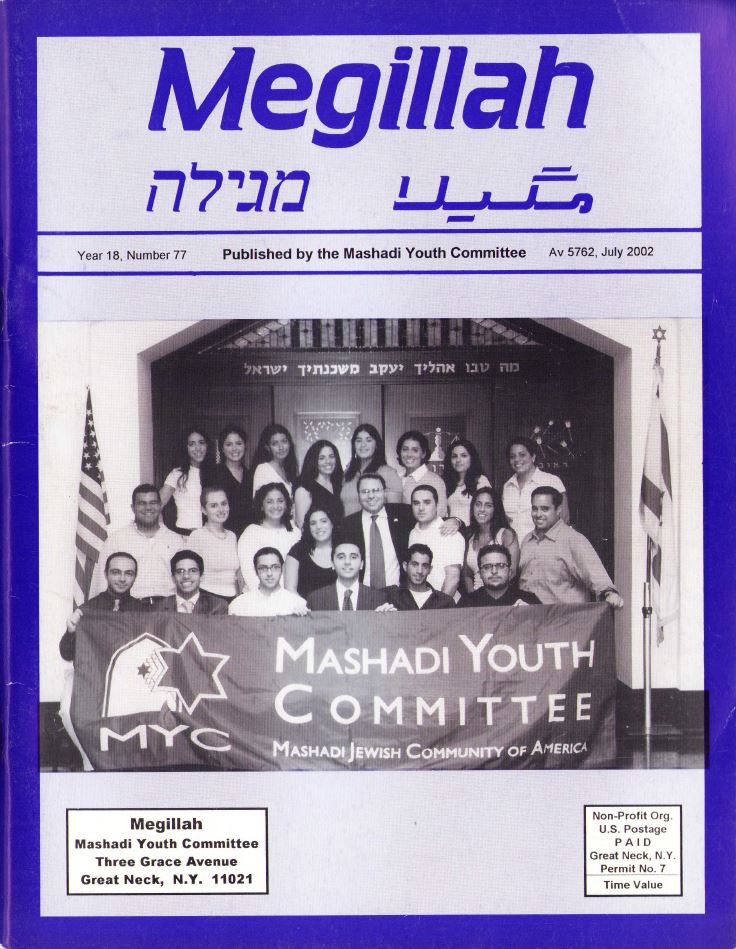 Megillah
מגילה مگیلا
Year 18, Number 77 Published by the Mashadi Youth Committee Av 5762, July 2002
מה טבו אהליך יעקב משכנתיך ישראל
MASHADI YOUTH
COMMITTEE
MYC
MASHADI JEWISH COMMUNITY OF AMERICA
Megillah
Mashadi Youth Committee
Three Grace Avenue
Great Neck, N.Y. 11021
Non-Profit Org.
U.S. Postage
P A I D
Great Neck, N.Y.
Permit No. 7
Time Value